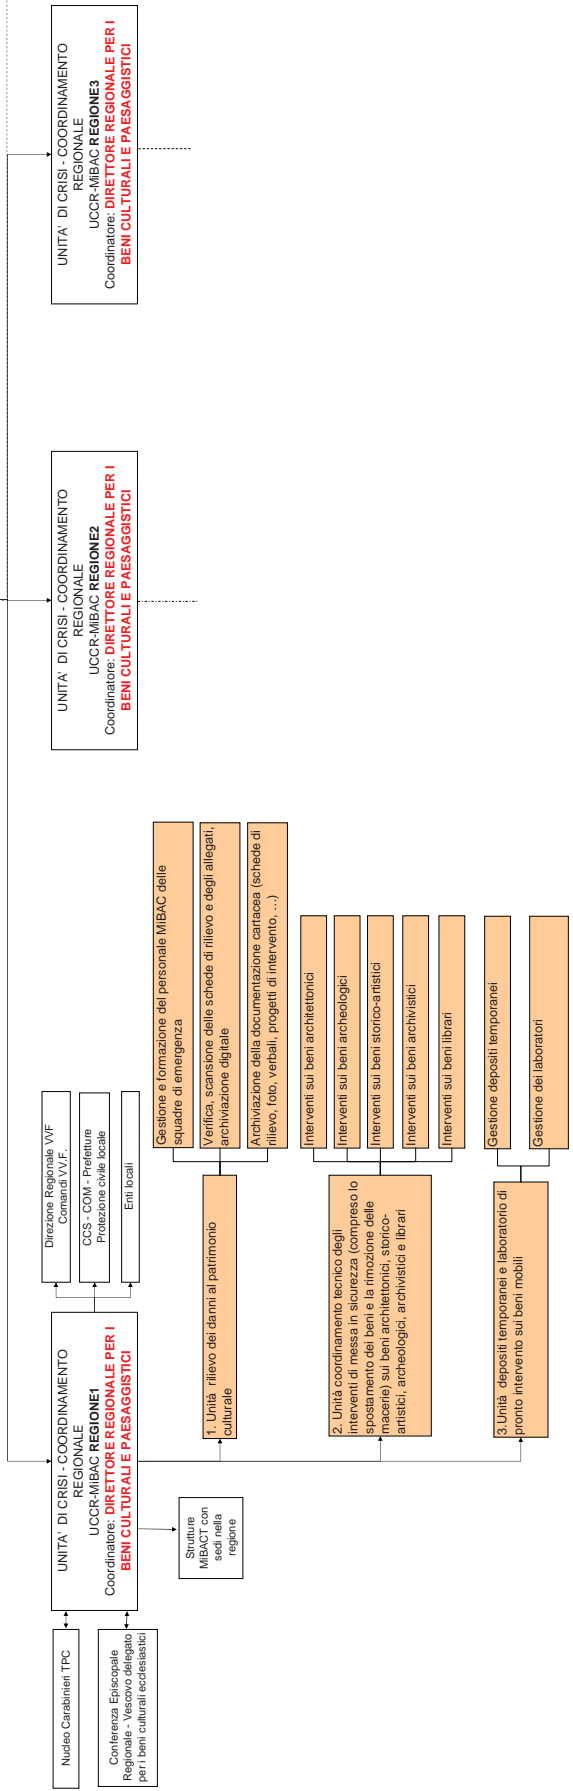 Nucleo Carabinieri TPC
Conferenza Episcopale
Regionale - Vescovo delegato
per i beni culturali ecclesiastici
UNITA' DI CRISI - COORDINAMENTO
REGIONALE
UCCR-MiBAC REGIONE1
Coordinatore: DIRETTORE REGIONALE PER I
BENI CULTURALI E PAESAGGISTICI
Strutture
MiBACT con
sedi nella
regione
Direzione Regionale VVF
Comandi VV.F.
CCS - COM - Prefetture
Protezione civile locale
Enti locali
1. Unità rilievo dei danni al patrimonio
culturale
Gestione e formazione del personale MiBAC delle
squadre di emergenza
Verifica, scansione delle schede di rilievo e degli allegati,
archiviazione digitale
Archiviazione della documentazione cartacea (schede di
rilievo, foto, verbali, progetti di intervento, …)
2. Unità coordinamento tecnico degli
interventi di messa in sicurezza (compreso lo
spostamento dei beni e la rimozione delle
macerie) sui beni architettonici, storico-
artistici, archeologici, archivistici e librari
Interventi sui beni architettonici
Interventi sui beni archeologici
Interventi sui beni storico-artistici
Interventi sui beni archivistici
Interventi sui beni librari
3.Unità depositi temporanei e laboratorio di
pronto intervento sui beni mobili
Gestione depositi temporanei
Gestione dei laboratori
UNITA' DI CRISI - COORDINAMENTO
REGIONALE
UCCR-MiBAC REGIONE2
Coordinatore: DIRETTORE REGIONALE PER I
BENI CULTURALI E PAESAGGISTICI
UNITA' DI CRISI - COORDINAMENTO
REGIONALE
UCCR-MiBAC REGIONE3
Coordinatore: DIRETTORE REGIONALE PER I
BENI CULTURALI E PAESAGGISTICI